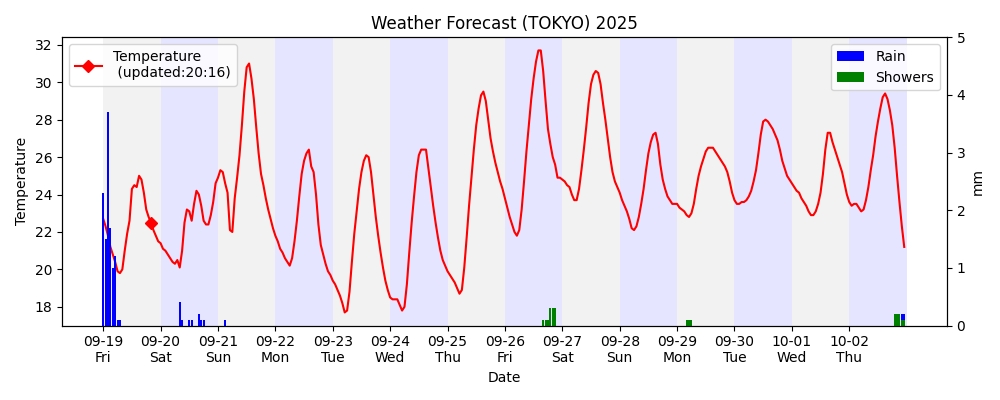 Weather Forecast (TOKYO) 2025
Temperature
(updated:20:16)
Rain
Showers
Temperature
32
30
28
26
24
22
20
18
5
4
3
2
1
0
mm
09-19 09-20 09-21 09-22 09-23 09-24 09-25 09-26 09-27 09-28 09-29 09-30 10-01 10-02
Fri Sat Sun Mon Tue Wed Thu Fri Sat Sun Mon Tue Wed Thu
Date